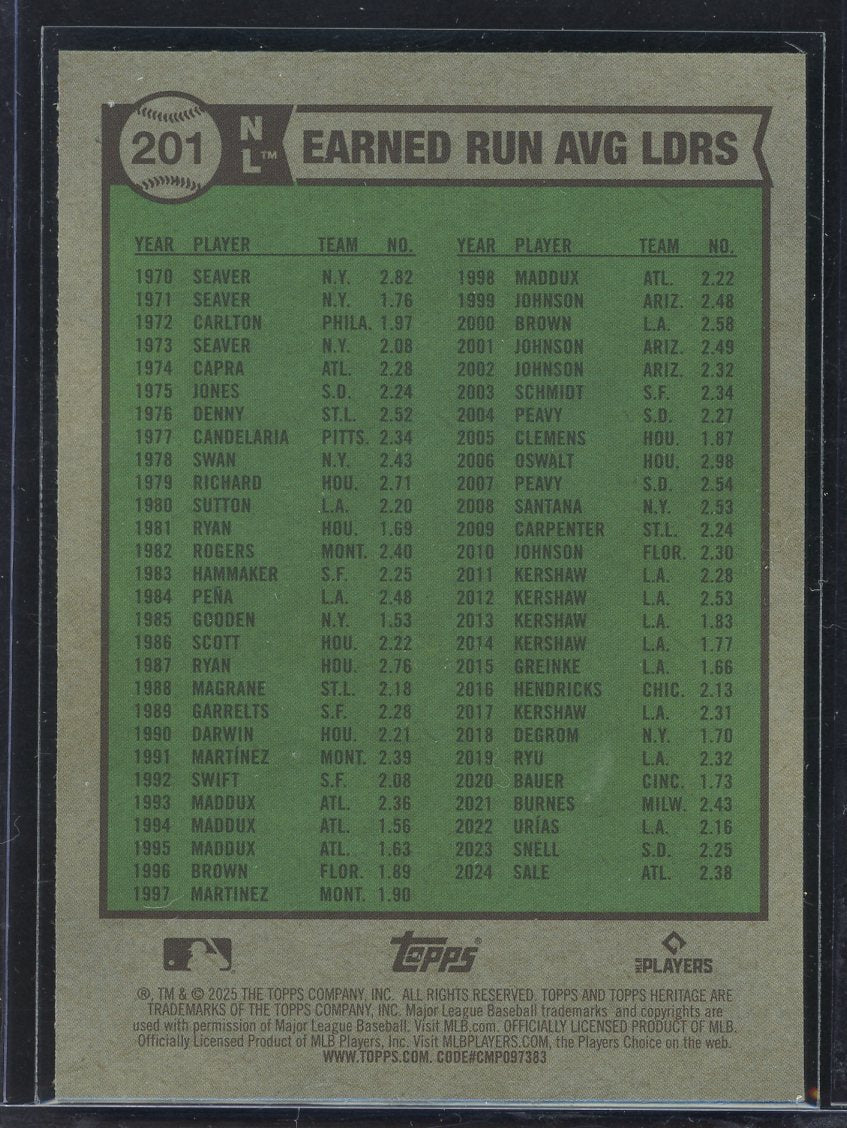 201 NL™ EARNED RUN AVG LDRS
YEAR PLAYER TEAM NO.
1970 SEAVER N.Y. 2.82
1971 SEAVER N.Y. 1.76
1972 CARLTON PHILA. 1.97
1973 SEAVER N.Y. 2.08
1974 CAPRA ATL. 2.28
1975 JONES S.D. 2.24
1976 DENNY ST.L. 2.52
1977 CANDELARIA PITTS. 2.34
1978 SWAN N.Y. 2.43
1979 RICHARD HOU. 2.71
1980 SUTTON L.A. 2.20
1981 RYAN HOU. 1.69
1982 ROGERS MONT. 2.40
1983 HAMMAKER S.F. 2.25
1984 PEÑA L.A. 2.48
1985 GOODEN N.Y. 1.53
1986 SCOTT HOU. 2.22
1987 RYAN HOU. 2.76
1988 MAGRANE ST.L. 2.18
1989 GARRELTS S.F. 2.28
1990 DARWIN HOU. 2.21
1991 MARTÍNEZ MONT. 2.39
1992 SWIFT S.F. 2.08
1993 MADDUX ATL. 2.36
1994 MADDUX ATL. 1.56
1995 MADDUX ATL. 1.63
1996 BROWN FLOR. 1.89
1997 MARTINEZ MONT. 1.90
YEAR PLAYER TEAM NO.
1998 MADDUX ATL. 2.22
1999 JOHNSON ARIZ. 2.48
2000 BROWN L.A. 2.58
2001 JOHNSON ARIZ. 2.49
2002 JOHNSON ARIZ. 2.32
2003 SCHMIDT S.F. 2.34
2004 PEAVY S.D. 2.27
2005 CLEMENS HOU. 1.87
2006 OSWALT HOU. 2.98
2007 PEAVY S.D. 2.54
2008 SANTANA N.Y. 2.53
2009 CARPENTER ST.L. 2.24
2010 JOHNSON FLOR. 2.30
2011 KERSHAW L.A. 2.28
2012 KERSHAW L.A. 2.53
2013 KERSHAW L.A. 1.83
2014 KERSHAW L.A. 1.77
2015 GREINKE L.A. 1.66
2016 HENDRICKS CHIC. 2.13
2017 KERSHAW L.A. 2.31
2018 DEGROM N.Y. 1.70
2019 RYU L.A. 2.32
2020 BAUER CINC. 1.73
2021 BURNES MILW. 2.43
2022 URÍAS L.A. 2.16
2023 SNELL S.D. 2.25
2024 SALE ATL. 2.38
topps® MLB PLAYERS
®, TM & © 2025 THE TOPPS COMPANY, INC. ALL RIGHTS RESERVED. TOPPS AND TOPPS HERITAGE ARE
TRADEMARKS OF THE TOPPS COMPANY, INC. Major League Baseball trademarks and copyrights are
used with permission of Major League Baseball. Visit MLB.com. OFFICIALLY LICENSED PRODUCT OF MLB.
Officially Licensed Product of MLB Players, Inc. Visit MLBPLAYERS.COM, the Players Choice on the web.
WWW.TOPPS.COM. CODE#CMP097383